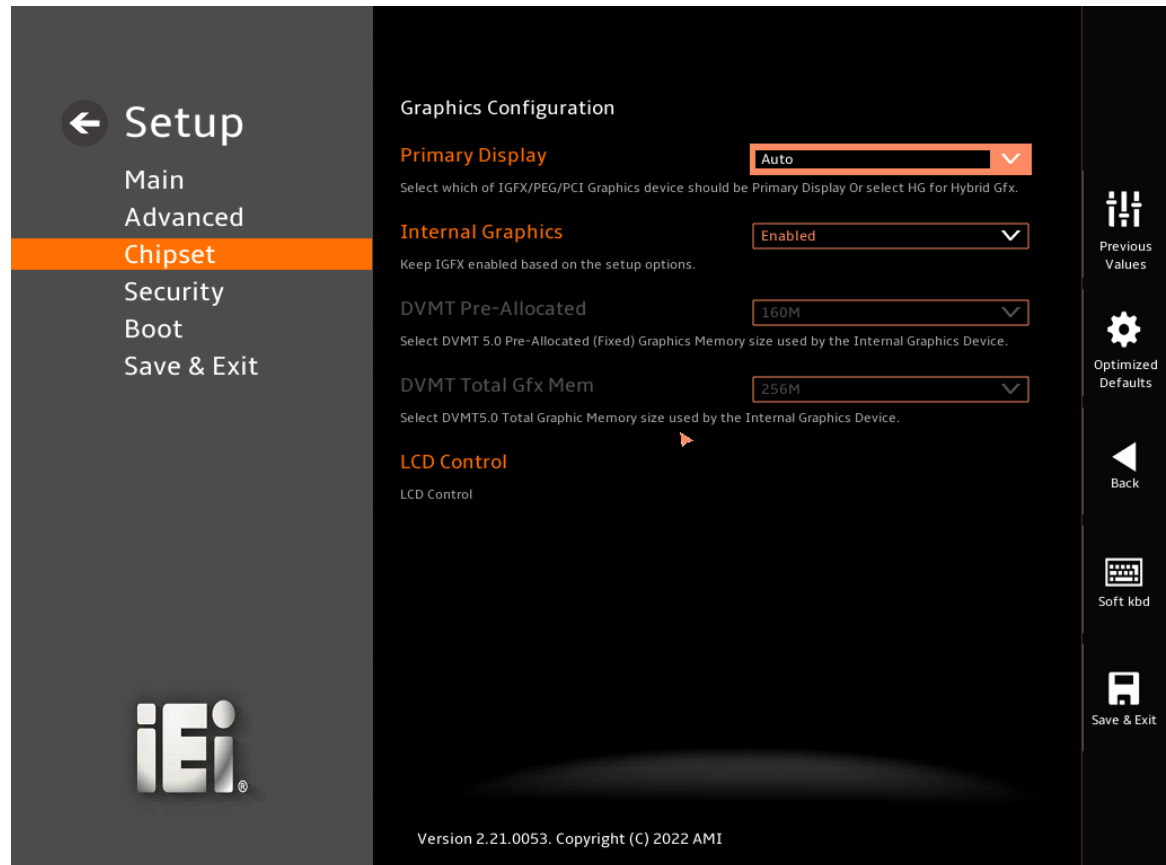 Setup
Main
Advanced
Chipset
Security
Boot
Save & Exit
iEi®
Graphics Configuration
Primary Display
Auto
Select which of IGFX/PEG/PCI Graphics device should be Primary Display Or select HG for Hybrid Gfx.
Internal Graphics
Enabled
Keep IGFX enabled based on the setup options.
DVMT Pre-Allocated
160M
Select DVMT 5.0 Pre-Allocated (Fixed) Graphics Memory size used by the Internal Graphics Device.
DVMT Total Gfx Mem
256M
Select DVMT5.0 Total Graphic Memory size used by the Internal Graphics Device.
LCD Control
LCD Control
Version 2.21.0053. Copyright (C) 2022 AMI
Previous
Values
Optimized
Defaults
Back
Soft kbd
Save & Exit